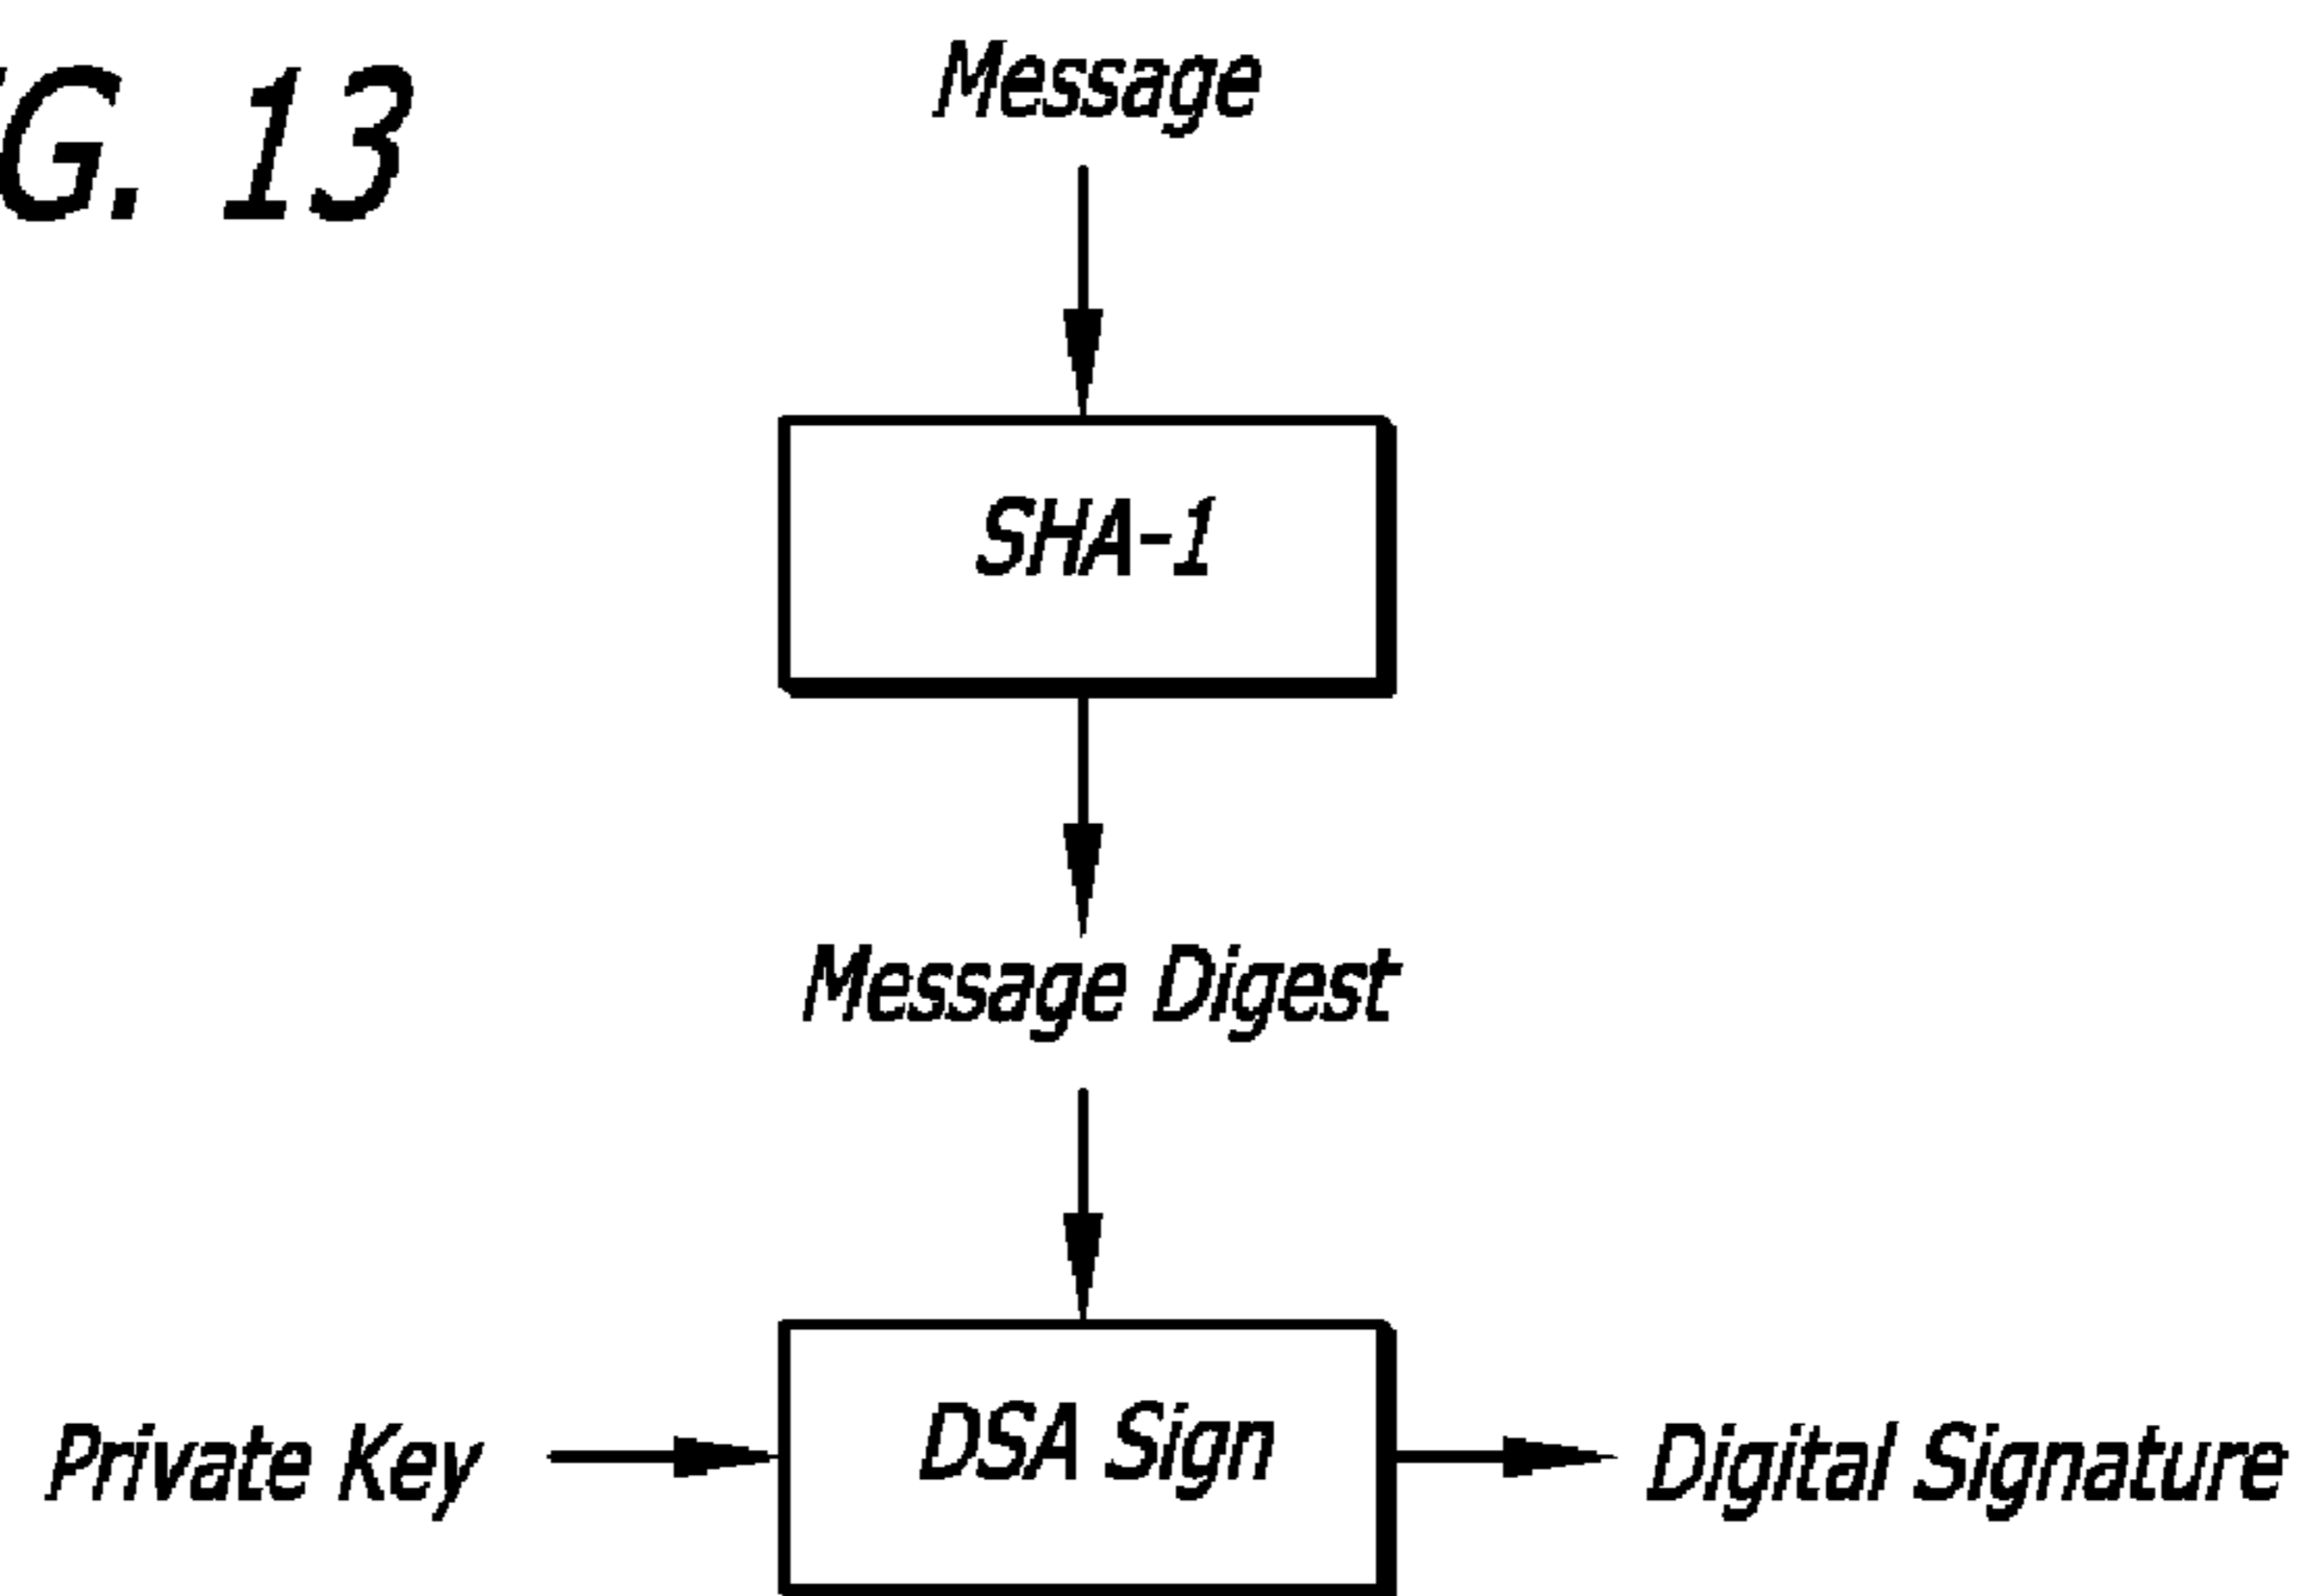 G. 13
Message
SHA-1
Message Digest
Private Key
DSA Sign
Digital Signature